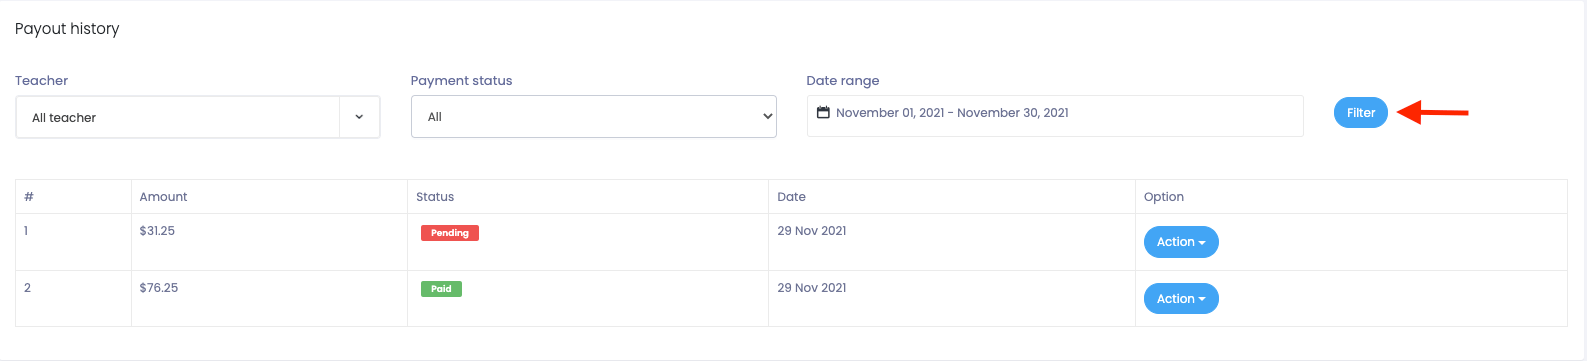 Payout history
Teacher Payment status Date range
All teacher All November 01, 2021 - November 30, 2021 Filter
# Amount Status Date Option
1 $31.25 Pending 29 Nov 2021 Action
2 $76.25 Paid 29 Nov 2021 Action